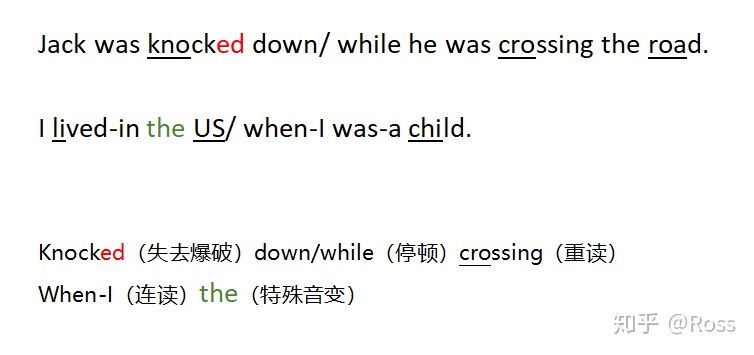 Jack was knocked down/ while he was crossing the road.
I lived-in the US/ when-I was-a child.
Knocked（失去爆破）down/while（停顿）crossing（重读）
When-I（连读）the（特殊音变）
知乎 @Ross